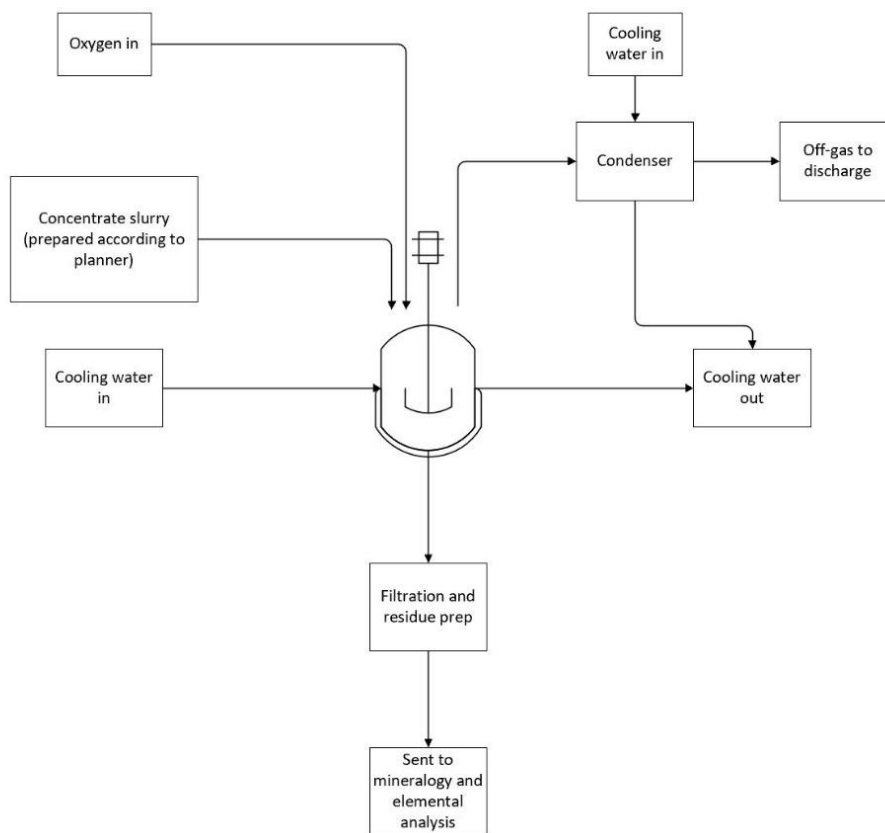 Oxygen in
Cooling
water in
Condenser
Off-gas to
discharge
Concentrate slurry
(prepared according to
planner)
Cooling water
in
Cooling water
out
Filtration and
residue prep
Sent to
mineralogy and
elemental
analysis